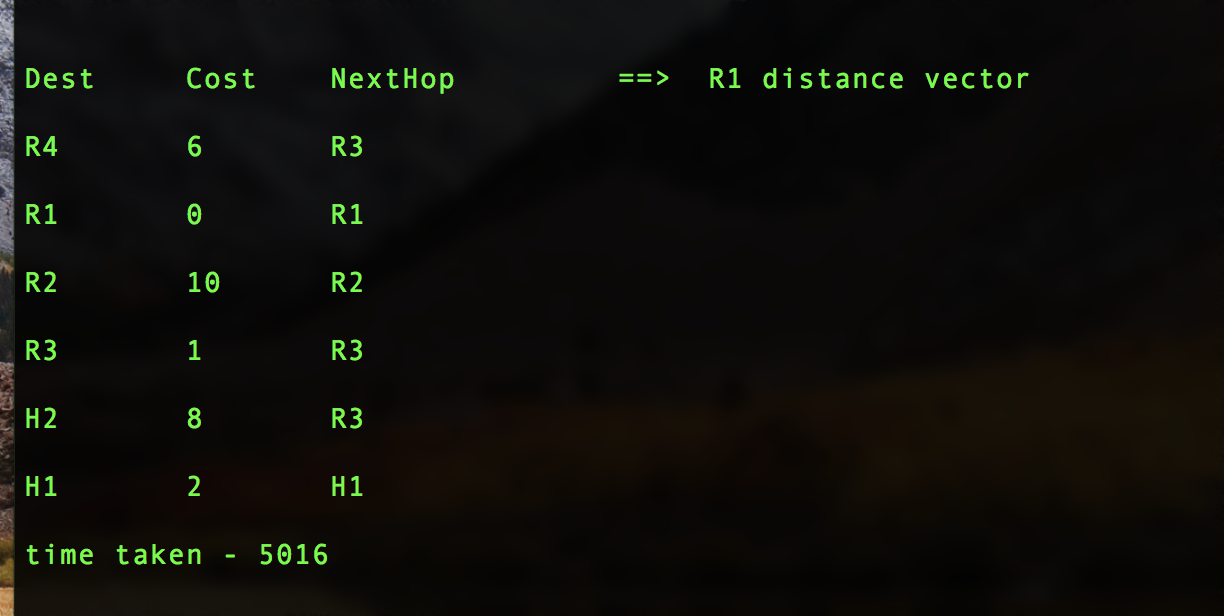 Dest Cost NextHop ==> R1 distance vector
R4 6 R3
R1 0 R1
R2 10 R2
R3 1 R3
H2 8 R3
H1 2 H1
time taken - 5016